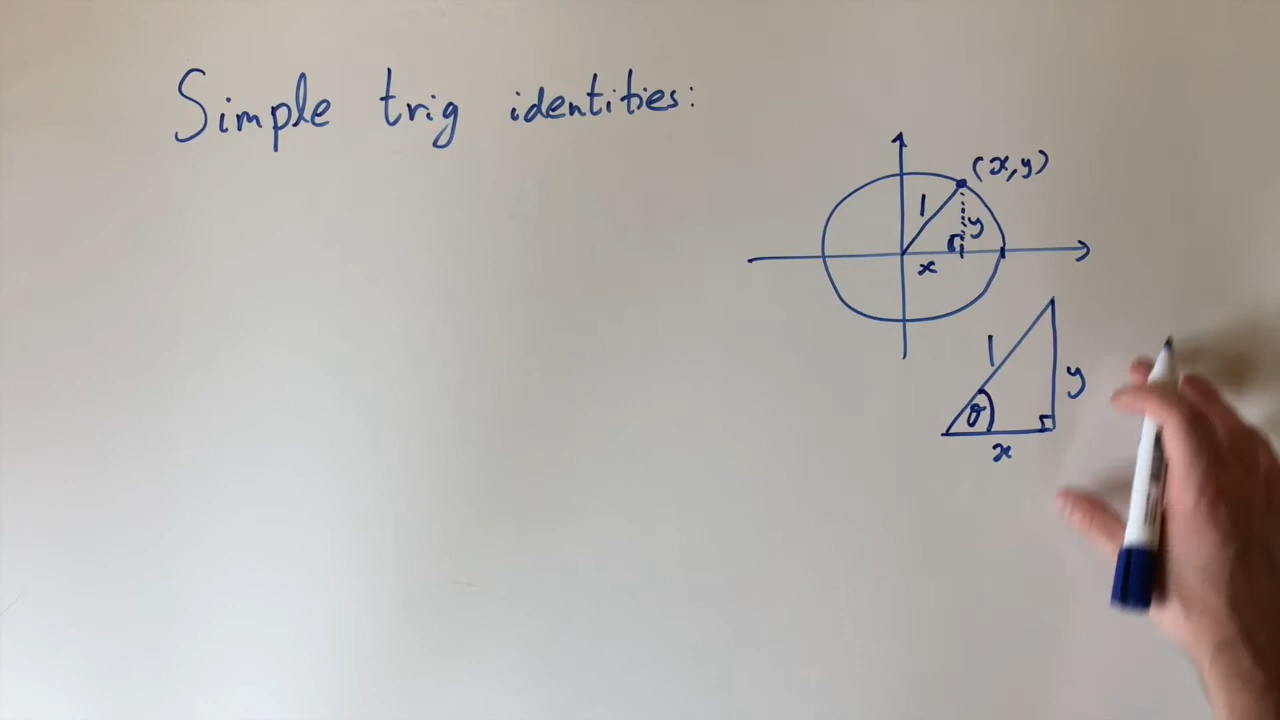 Simple trig identities:
(x,y)
1
y
x
1
y
θ
x